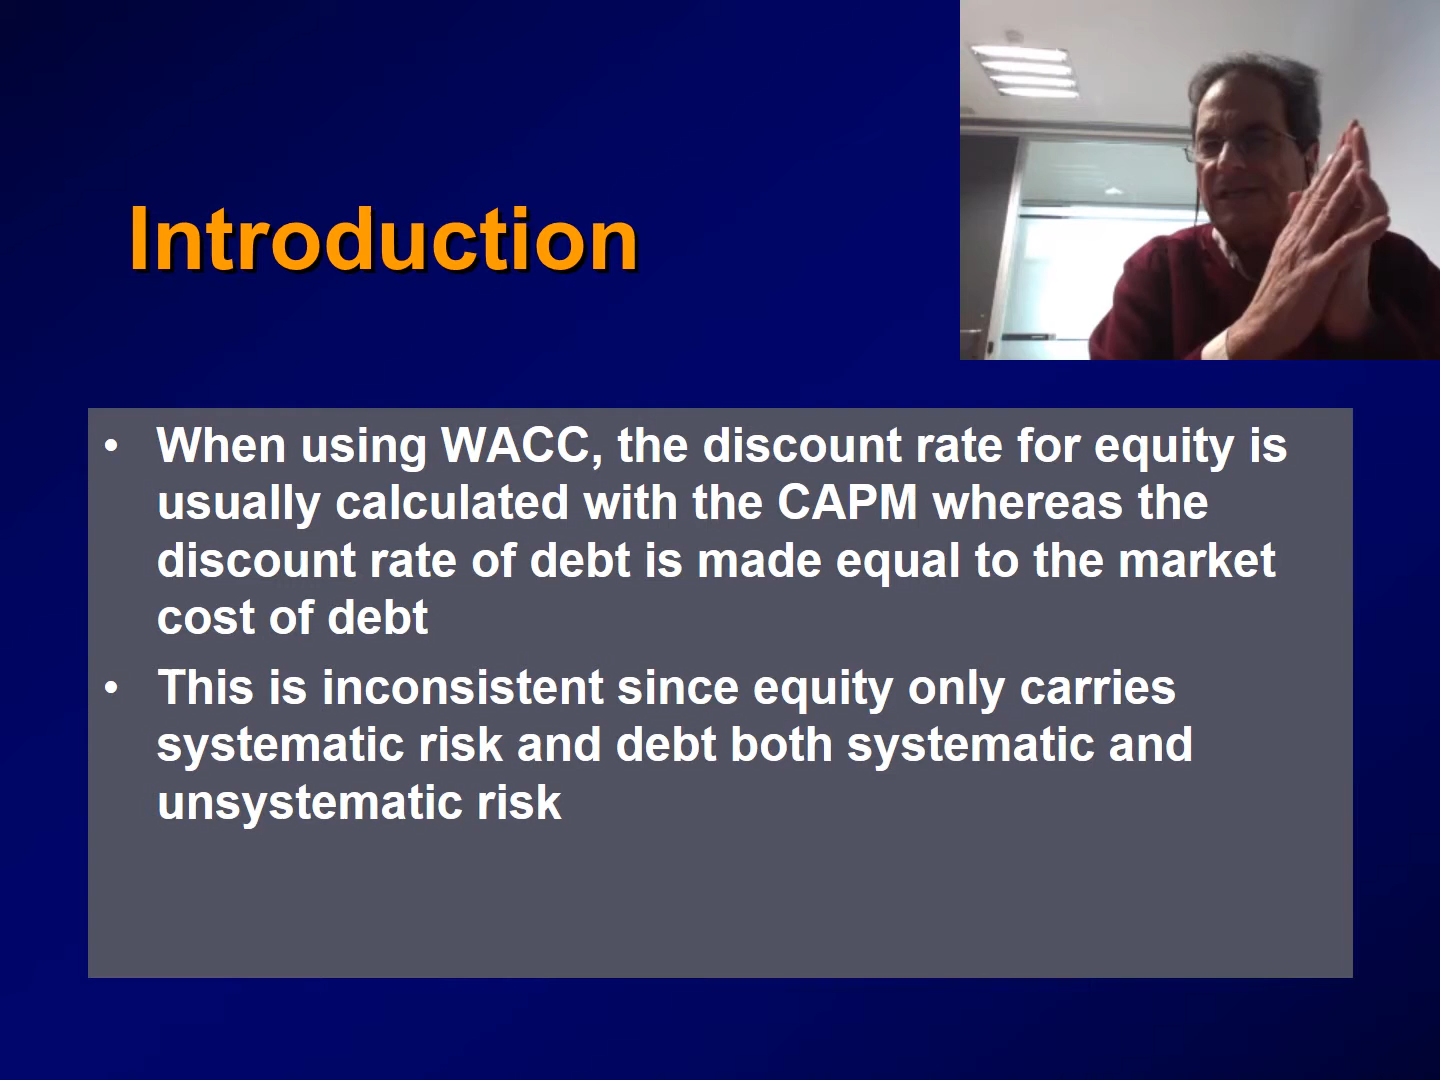 Introduction
• When using WACC, the discount rate for equity is
usually calculated with the CAPM whereas the
discount rate of debt is made equal to the market
cost of debt
• This is inconsistent since equity only carries
systematic risk and debt both systematic and
unsystematic risk